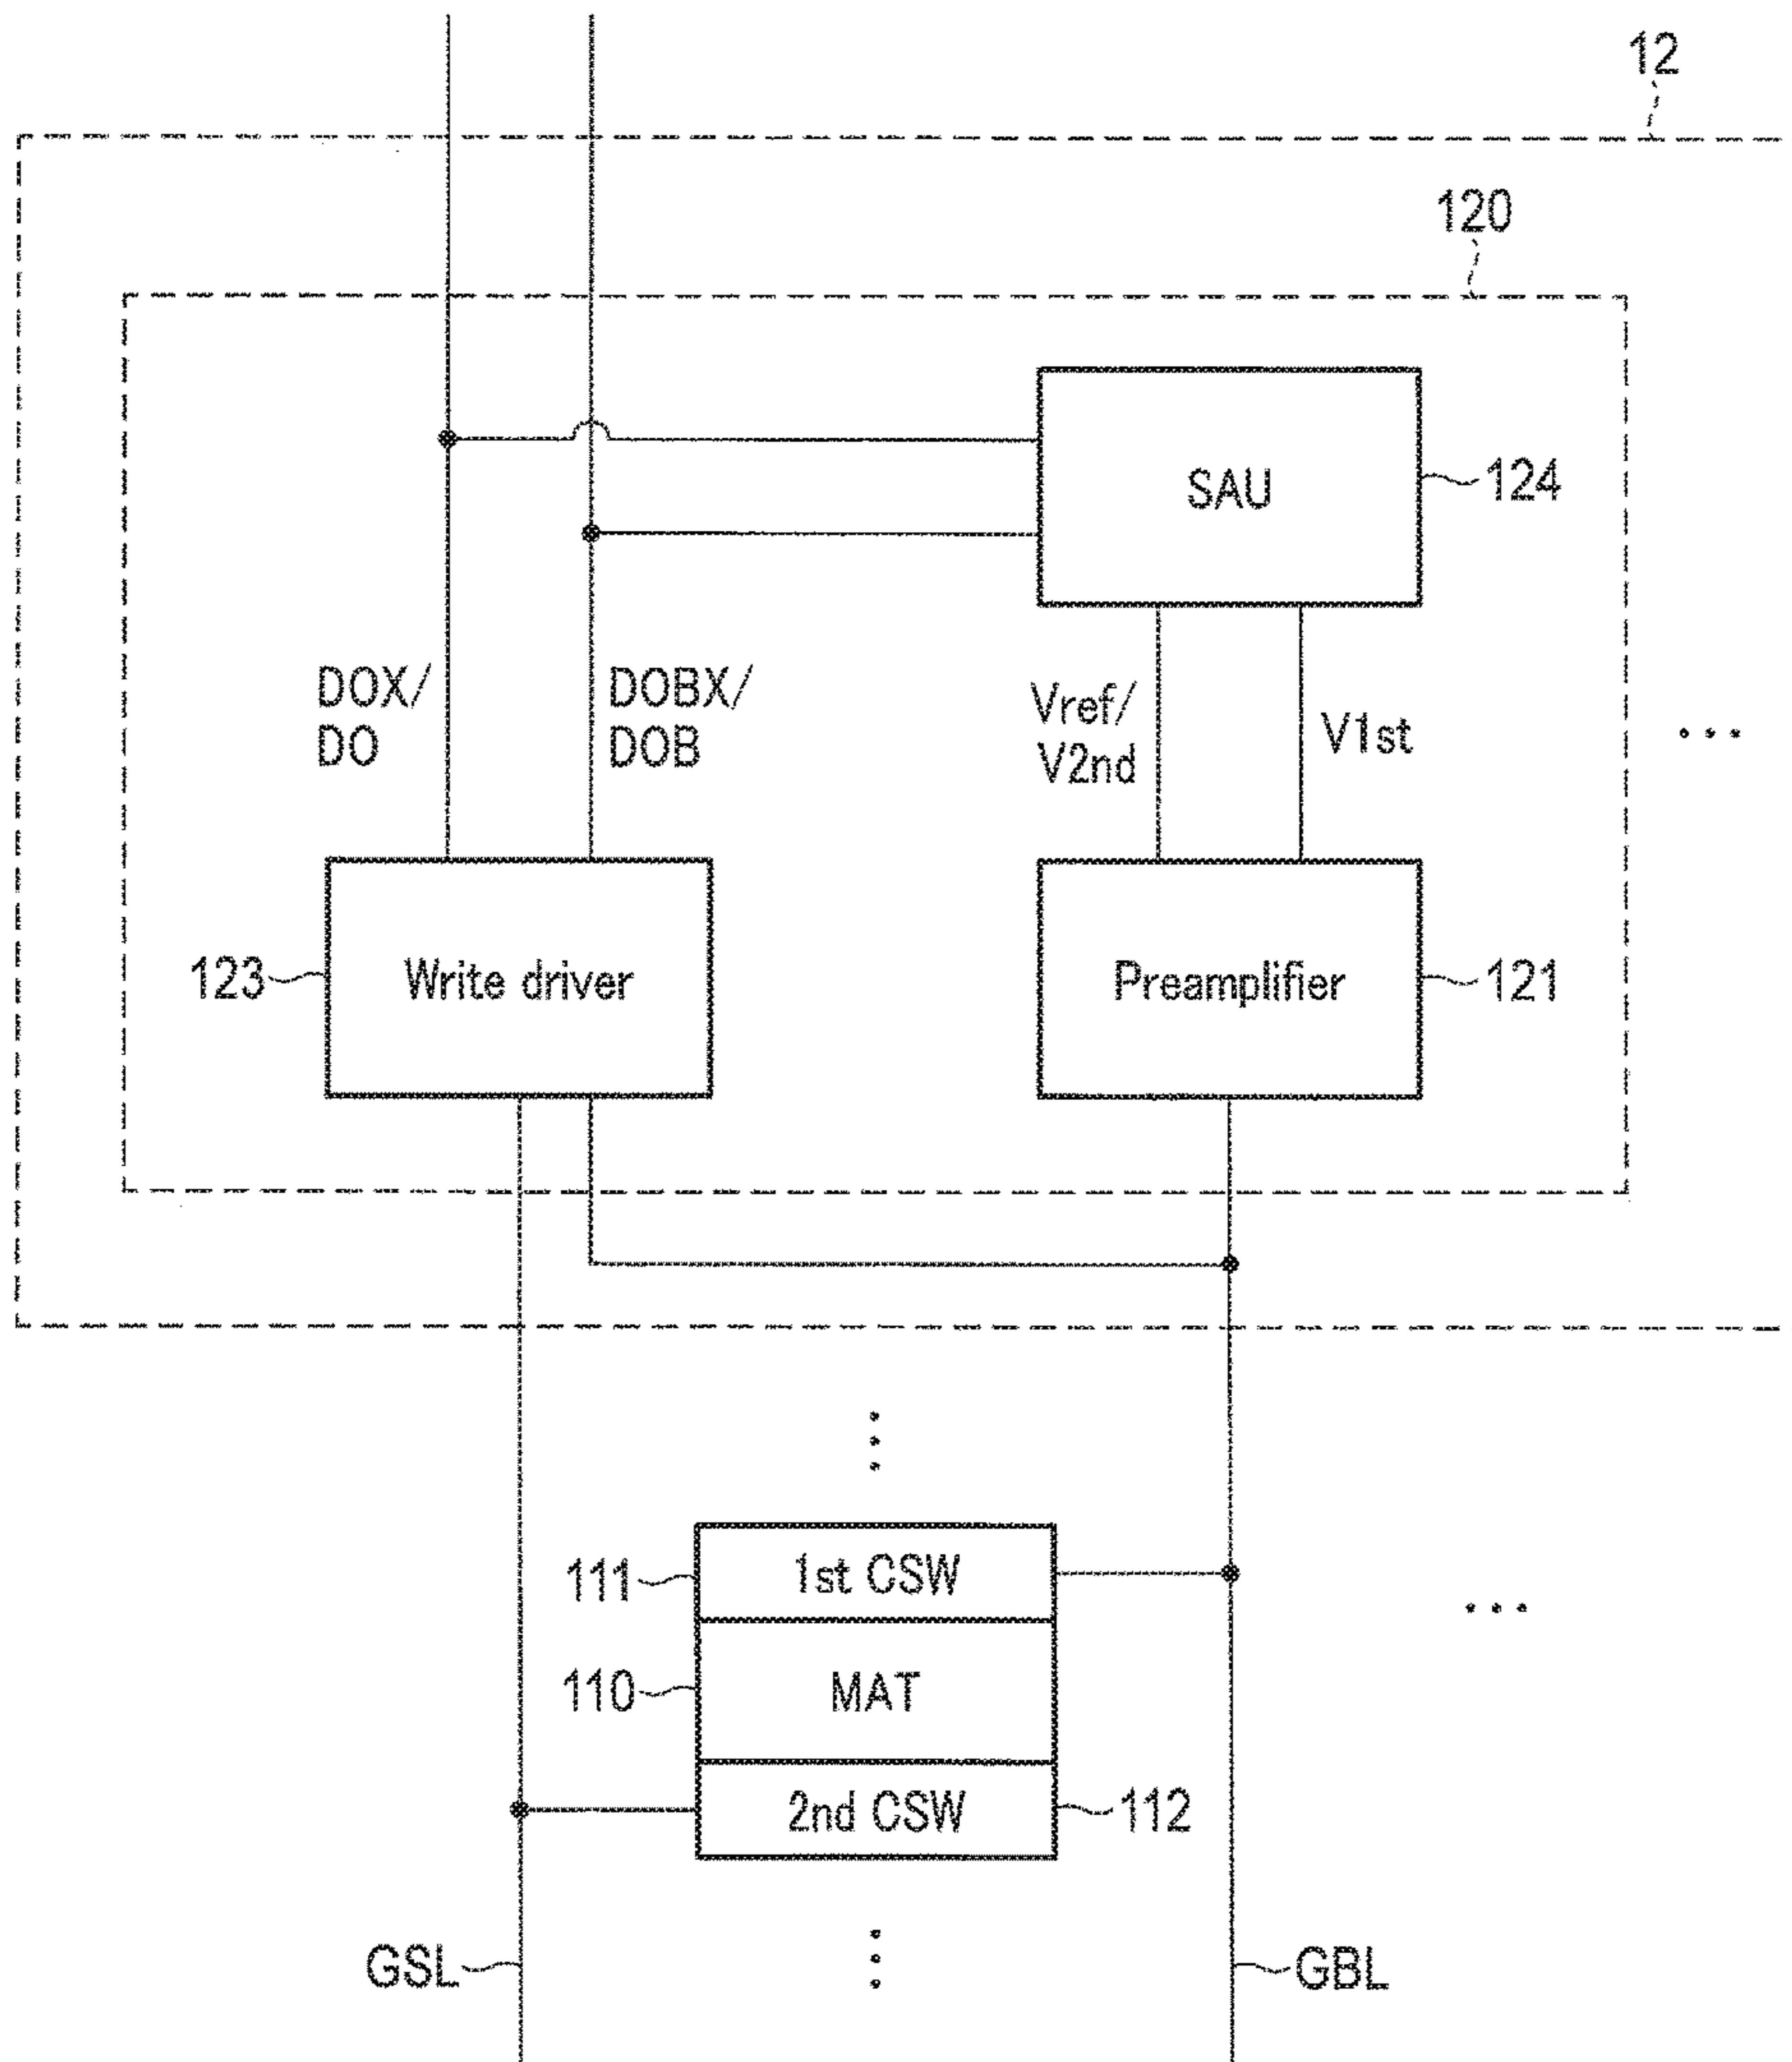 12
120
SAU
124
DOX/
DO
DOBX/
DOB
Vref/
V2nd
V1st
...
123
Write driver
Preamplifier
121
111
1st CSW
...
110
MAT
2nd CSW
112
GSL
GBL